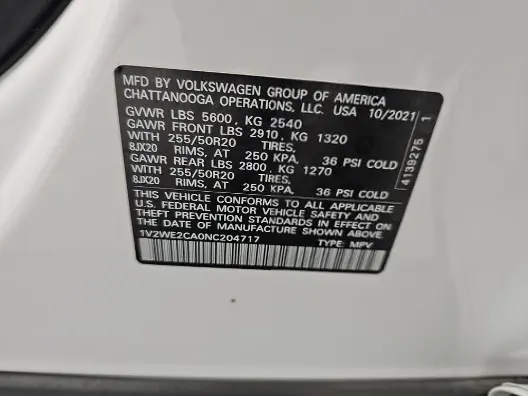 MFD BY VOLKSWAGEN GROUP OF AMERICA
CHATTANOOGA OPERATIONS, LLC. USA 10/2021
GVWR LBS 5600, KG 2540
GAWR FRONT LBS 2910, KG 1320
WITH 255/50R20 TIRES,
8JX20 RIMS, AT 250 KPA, 36 PSI COLD
GAWR REAR LBS 2800, KG 1270
WITH 255/50R20 TIRES,
8JX20 RIMS, AT 250 KPA, 36 PSI COLD
THIS VEHICLE CONFORMS TO ALL APPLICABLE
U.S. FEDERAL MOTOR VEHICLE SAFETY AND
THEFT PREVENTION STANDARDS IN EFFECT ON
THE DATE OF MANUFACTURE SHOWN ABOVE
1V2WE2CA0NC204717 TYPE: MPV
4139275 1